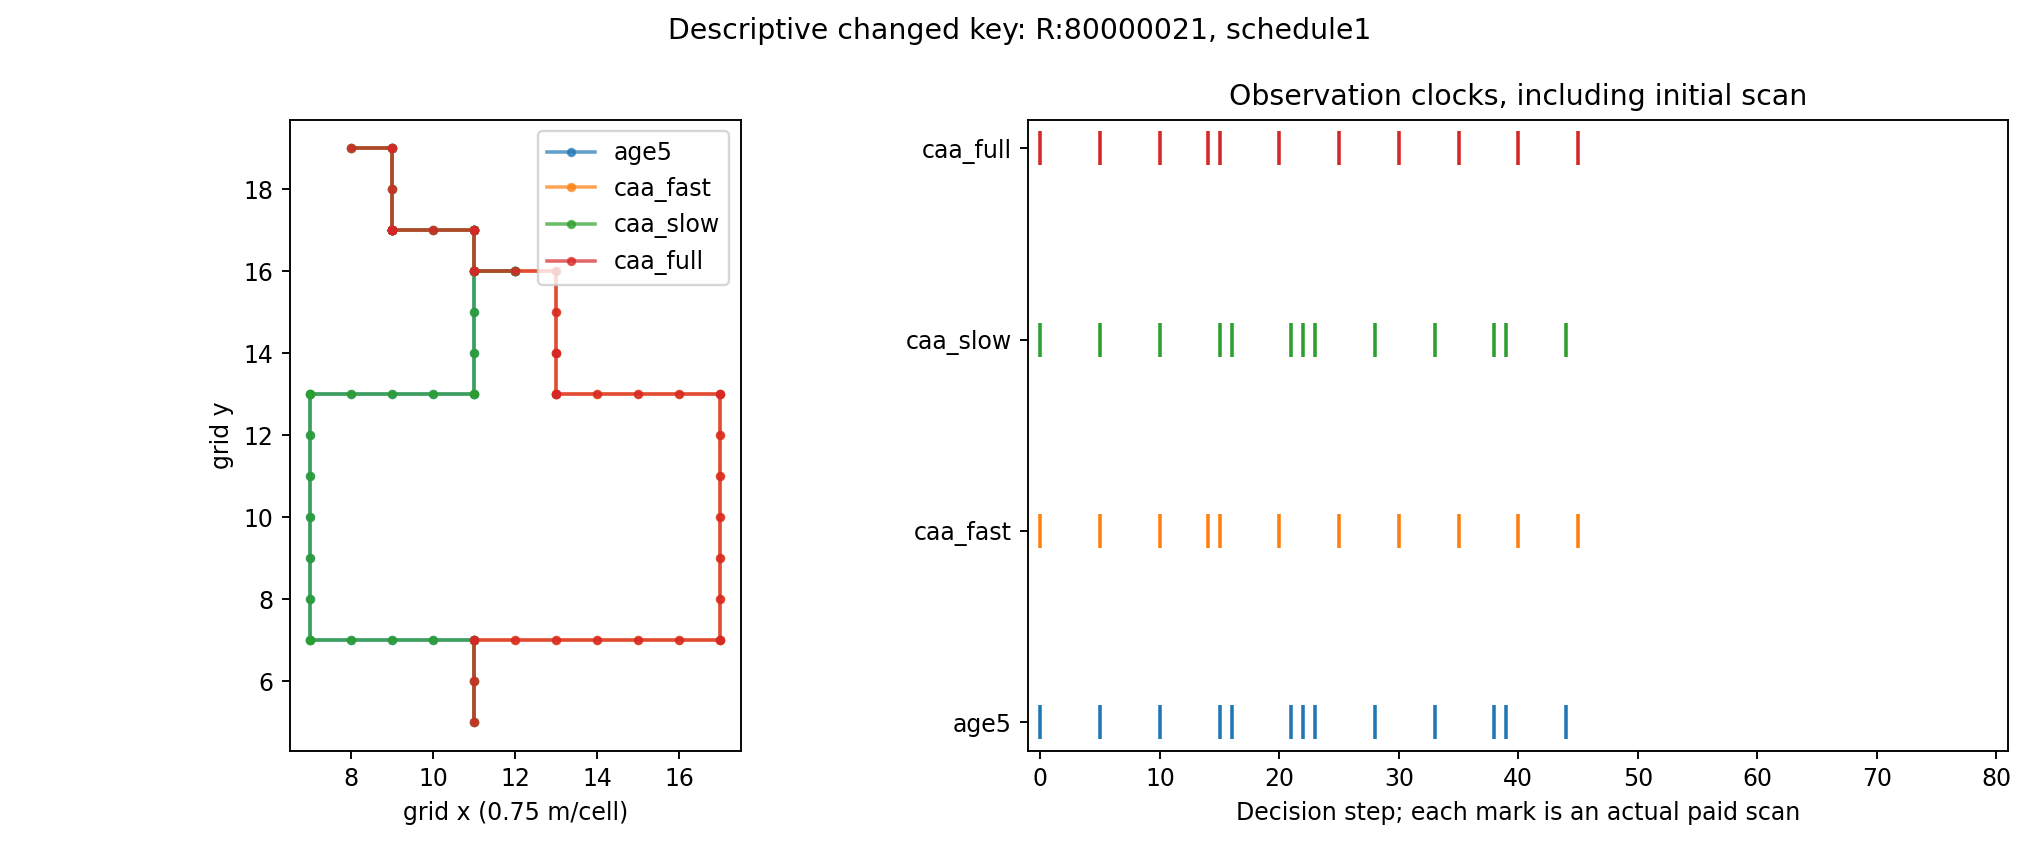 Descriptive changed key: R:80000021, schedule1
age5
caa_fast
caa_slow
caa_full
18
16
14
12
10
8
6
grid y
8 10 12 14 16
grid x (0.75 m/cell)
Observation clocks, including initial scan
caa_full
caa_slow
caa_fast
age5
0 10 20 30 40 50 60 70 80
Decision step; each mark is an actual paid scan